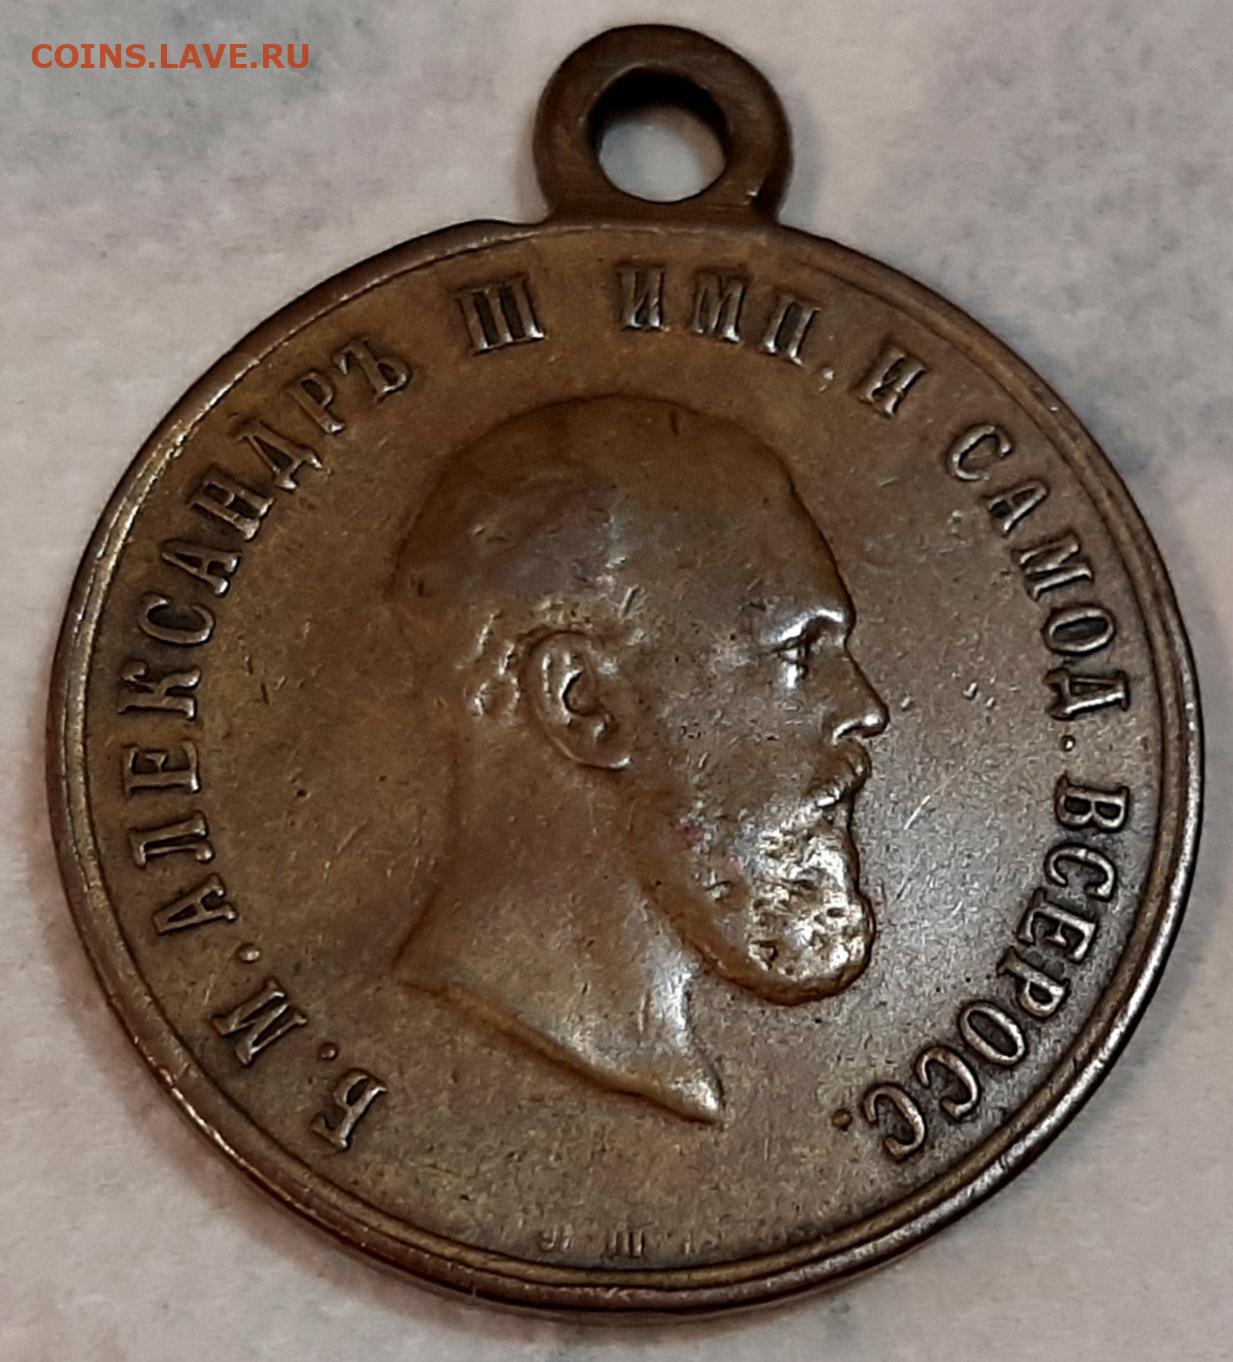 COINS.LAVE.RU
Б. М. АЛЕКСАНДРЪ III ИМП. И САМОД. ВСЕРОСС.